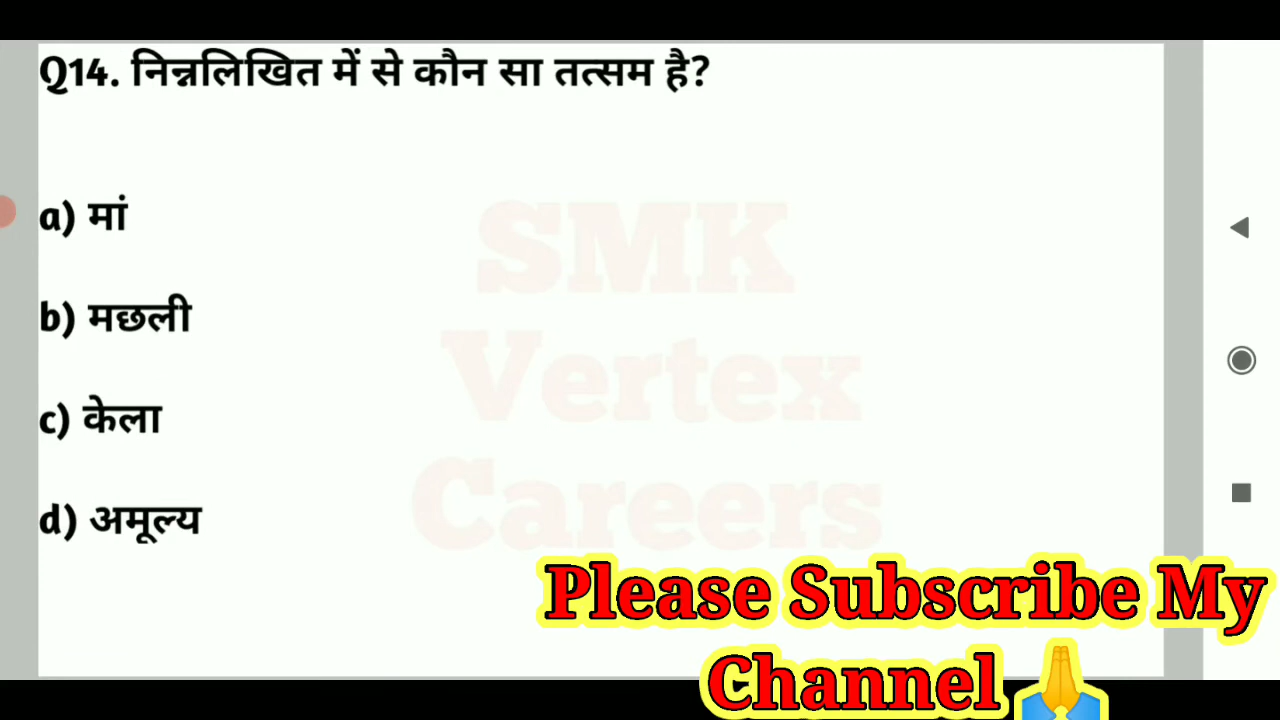 Q14. निन्नलिखित में से कौन सा तत्सम है?
a) मां
SMK
b) मछली
Vertex
c) केला
Careers
d) अमूल्य
Please Subscribe My
Channel 🙏